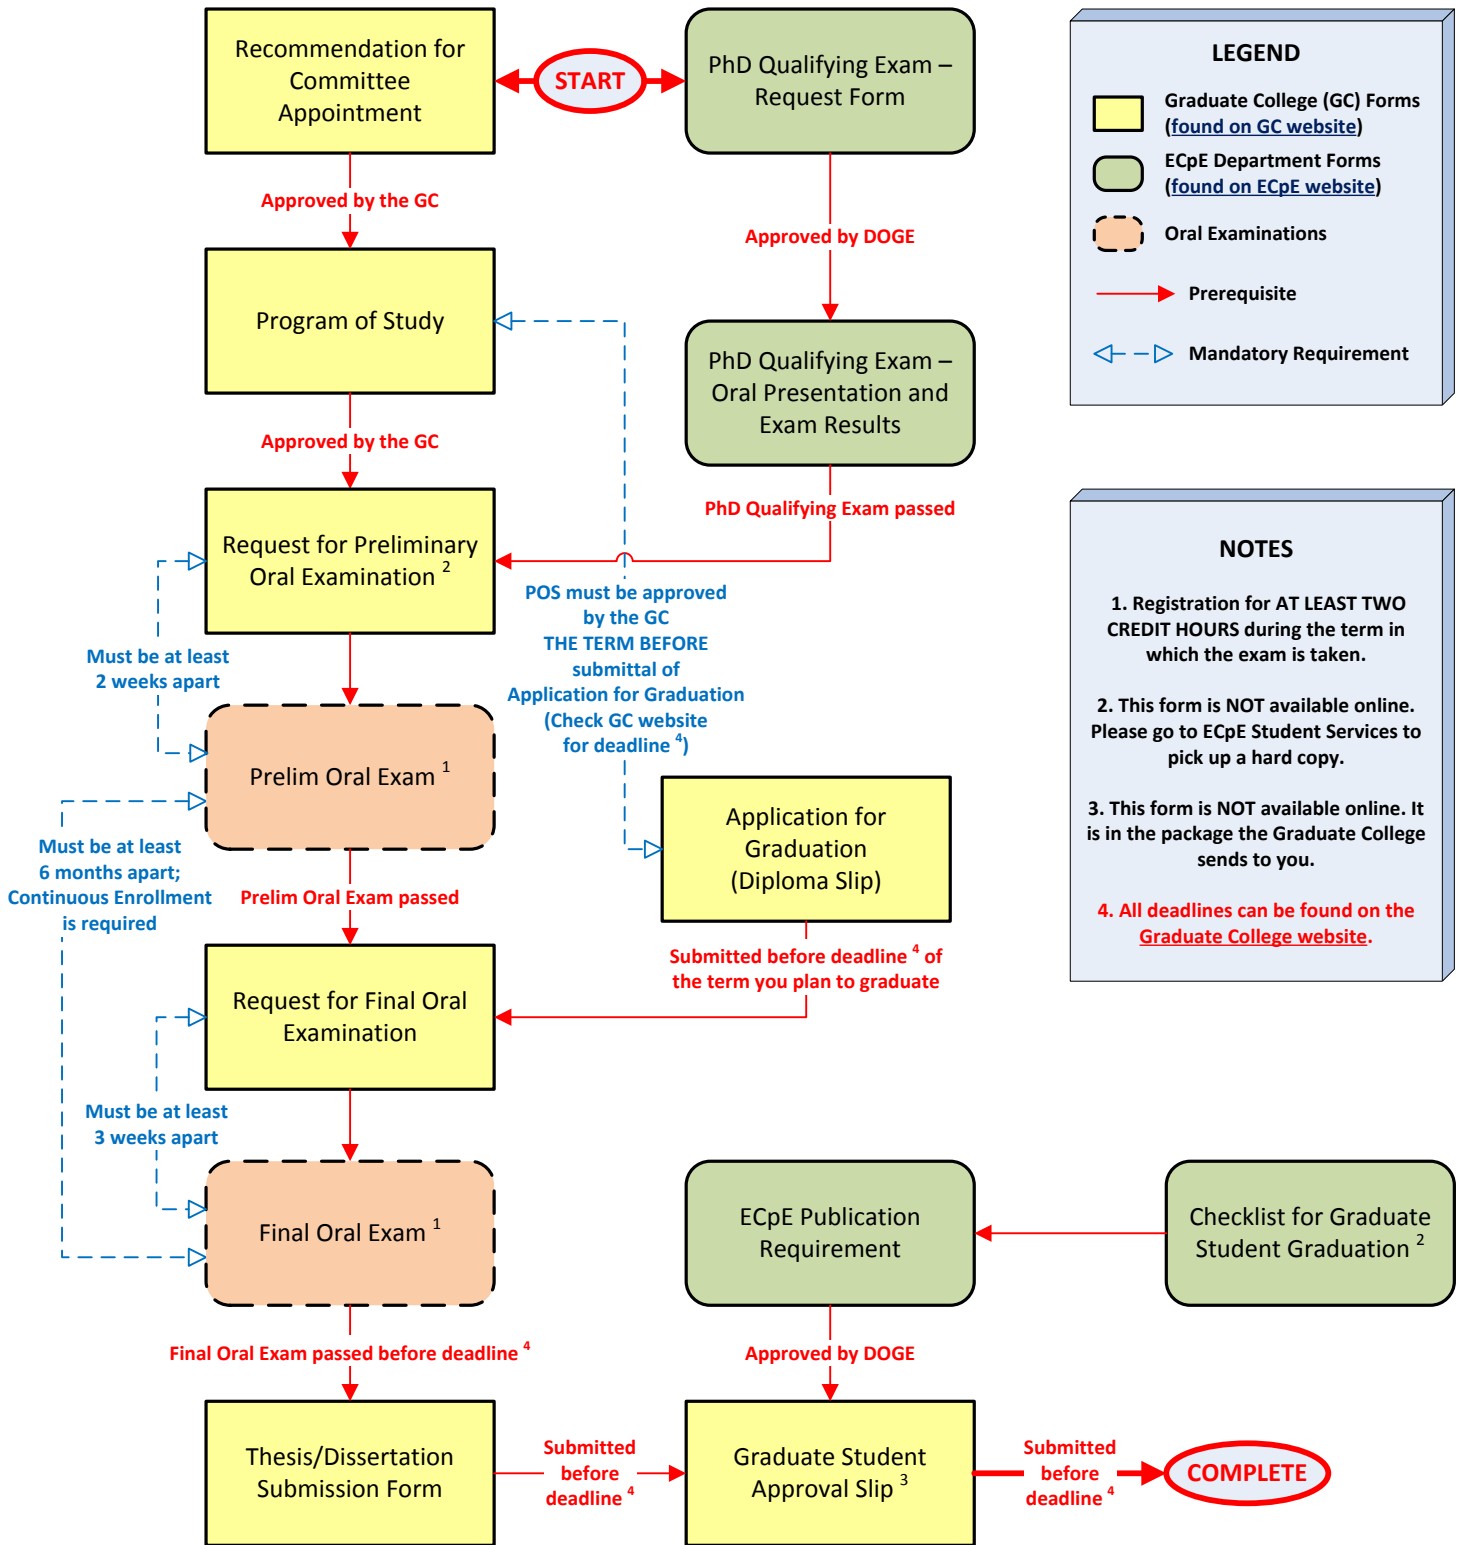 Recommendation for
Committee
Appointment
START
PhD Qualifying Exam –
Request Form
LEGEND
Graduate College (GC) Forms
(found on GC website)
ECpE Department Forms
(found on ECpE website)
Oral Examinations
Prerequisite
Mandatory Requirement
Approved by the GC
Approved by DOGE
Program of Study
PhD Qualifying Exam –
Oral Presentation and
Exam Results
Approved by the GC
PhD Qualifying Exam passed
Request for Preliminary
Oral Examination 2
POS must be approved
by the GC
THE TERM BEFORE
submittal of
Application for Graduation
(Check GC website
for deadline 4)
Must be at least
2 weeks apart
NOTES
1. Registration for AT LEAST TWO
CREDIT HOURS during the term in
which the exam is taken.
2. This form is NOT available online.
Please go to ECpE Student Services to
pick up a hard copy.
3. This form is NOT available online. It
is in the package the Graduate College
sends to you.
4. All deadlines can be found on the
Graduate College website.
Prelim Oral Exam 1
Application for
Graduation
(Diploma Slip)
Must be at least
6 months apart;
Continuous Enrollment
is required
Prelim Oral Exam passed
Submitted before deadline 4 of
the term you plan to graduate
Request for Final Oral
Examination
Must be at least
3 weeks apart
Final Oral Exam 1
ECpE Publication
Requirement
Checklist for Graduate
Student Graduation 2
Final Oral Exam passed before deadline 4
Approved by DOGE
Thesis/Dissertation
Submission Form
Submitted
before
deadline 4
Graduate Student
Approval Slip 3
Submitted
before
deadline 4
COMPLETE